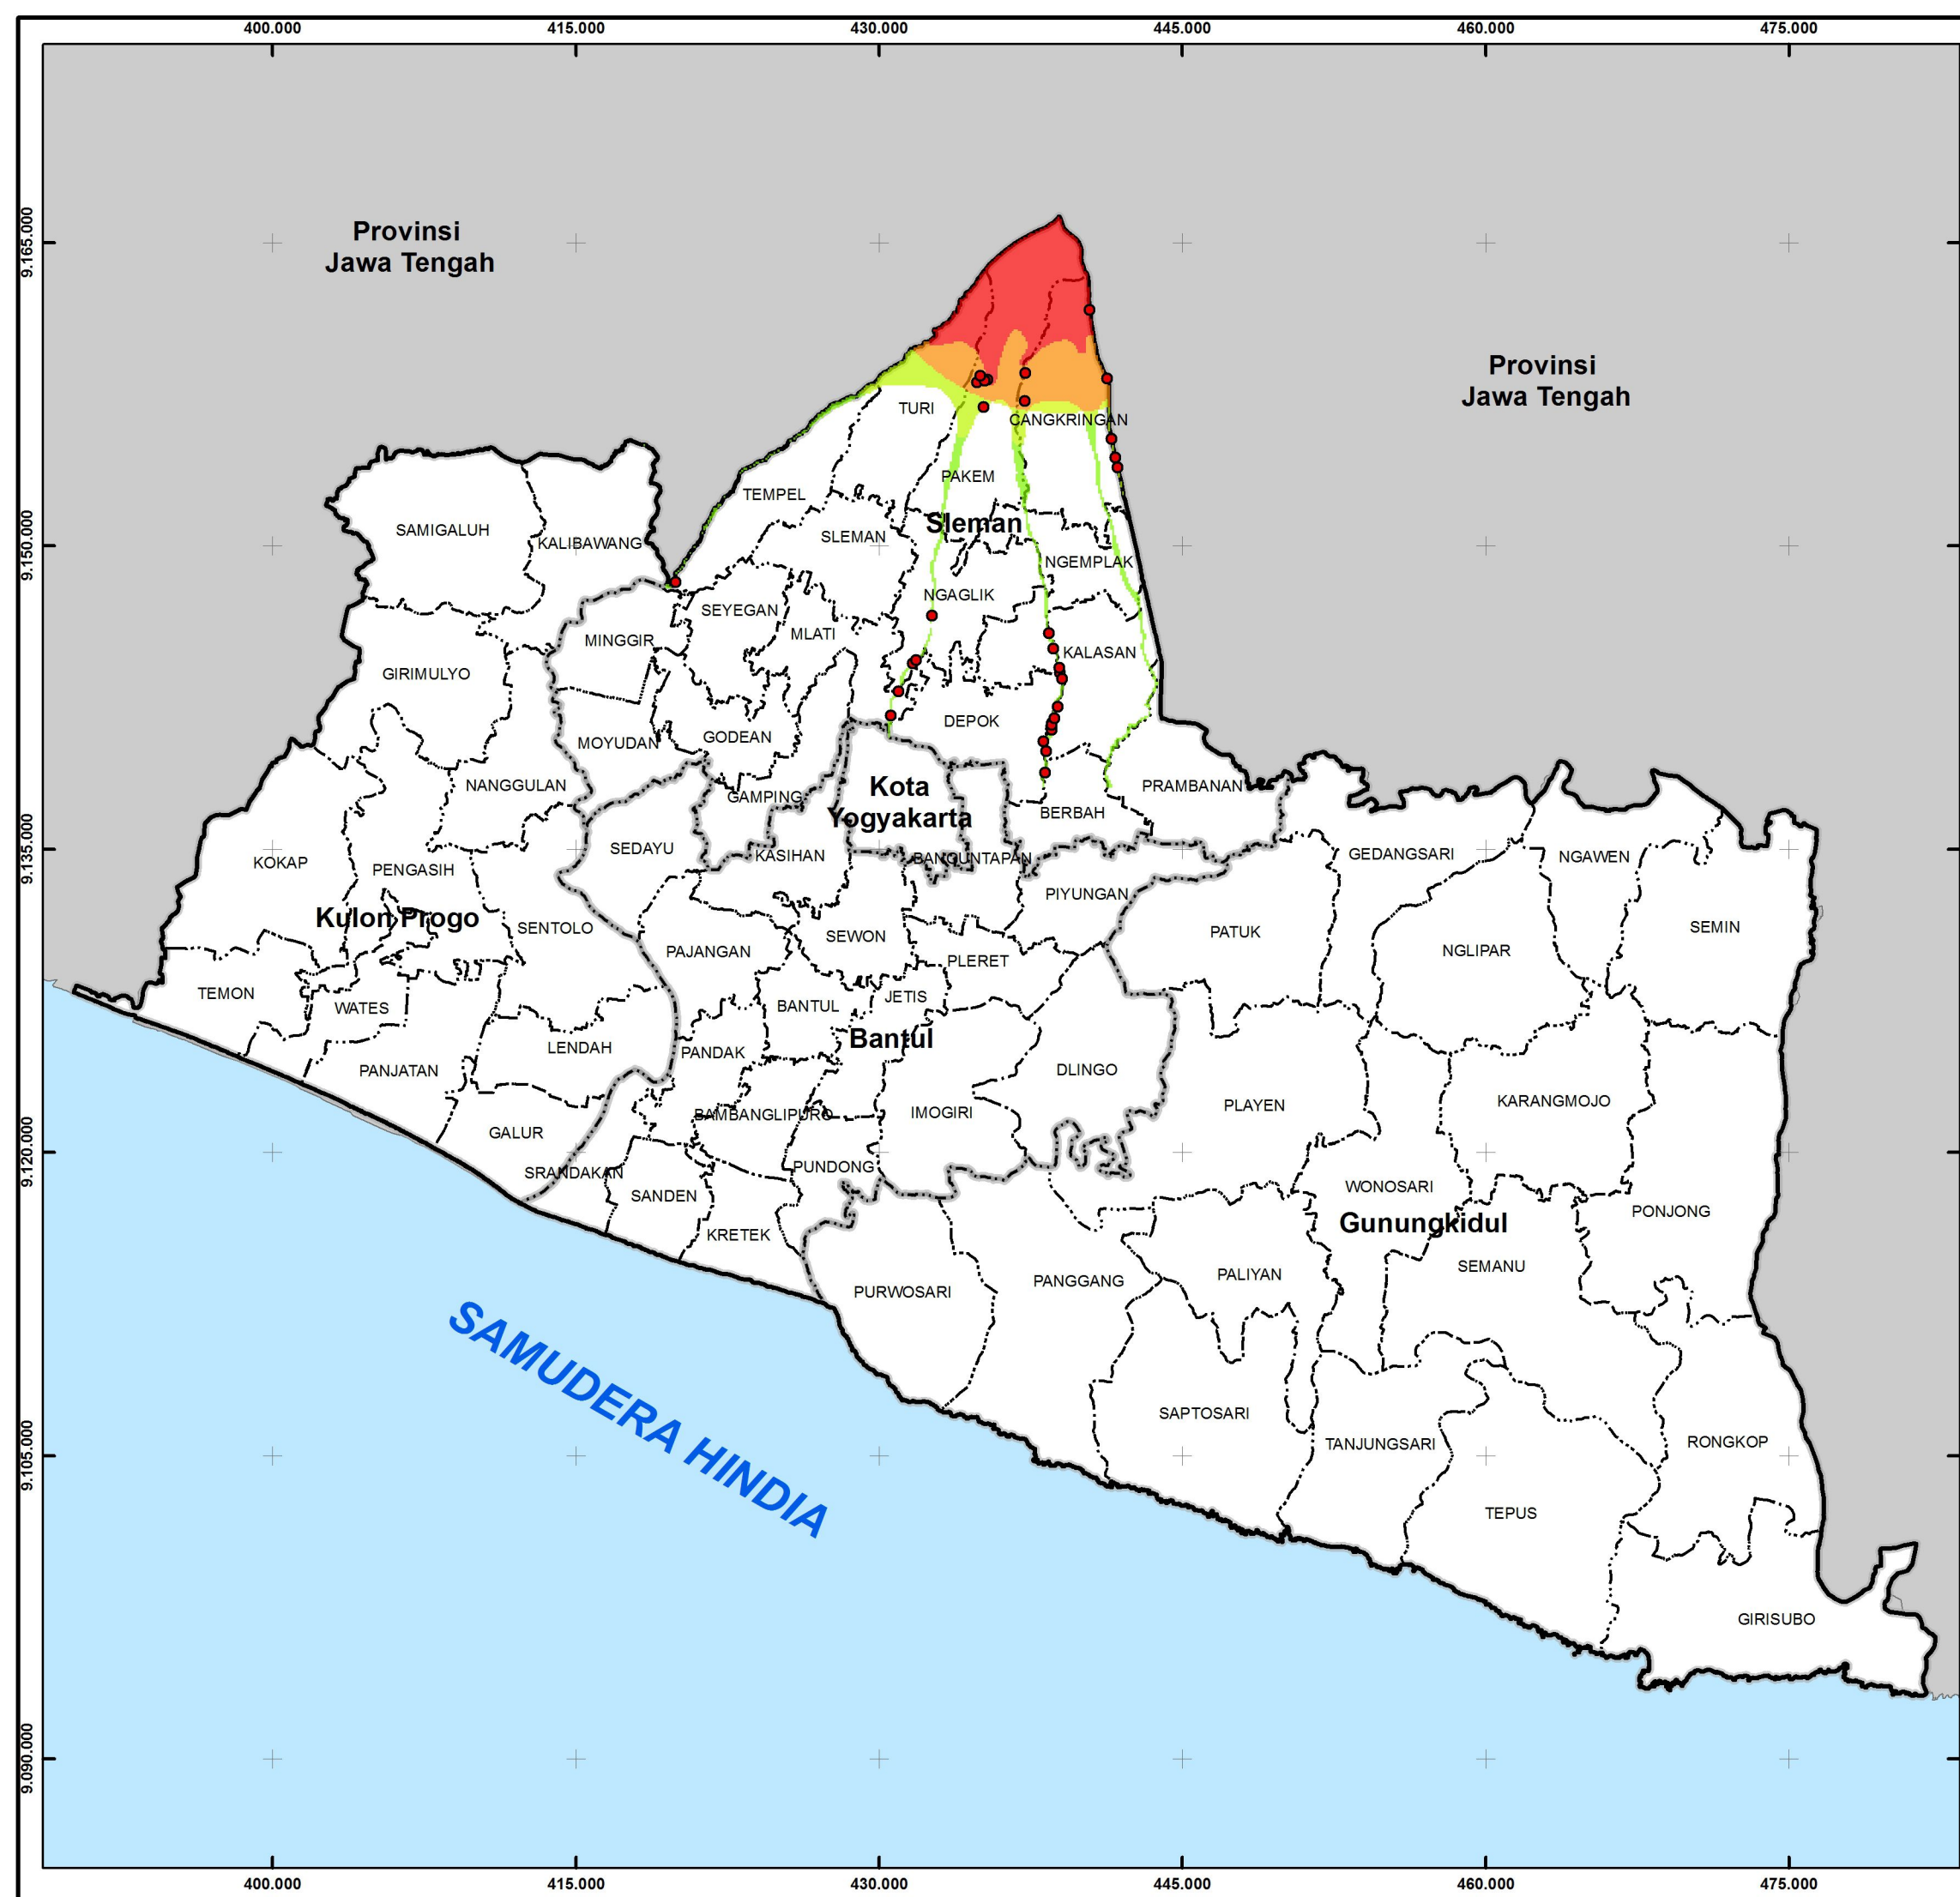 400.000 415.000 430.000 445.000 460.000 475.000
9.165.000
Provinsi
Jawa Tengah
Provinsi
Jawa Tengah
TURI
CANGKRINGAN
PAKEM
TEMPEL
Sleman
SAMIGALUH
KALIBAWANG
SLEMAN
9.150.000
NGEMPLAK
NGAGLIK
SEYEGAN
MLATI
MINGGIR
KALASAN
GIRIMULYO
DEPOK
GODEAN
MOYUDAN
NANGGULAN
PRAMBANAN
Kota
Yogyakarta
GAMPING
BERBAH
9.135.000
SEDAYU
KASIHAN
BANGUNTAPAN
GEDANGSARI
NGAWEN
KOKAP
PENGASIH
PIYUNGAN
Kulon Progo
SENTOLO
SEWON
PATUK
SEMIN
PAJANGAN
NGLIPAR
PLERET
TEMON
WATES
BANTUL
JETIS
Bantul
LENDAH
PANDAK
PANJATAN
DLINGO
PLAYEN
KARANGMOJO
BAMBANGLIPURO
IMOGIRI
GALUR
9.120.000
SRANDAKAN
PUNDONG
SANDEN
WONOSARI
PONJONG
Gunungkidul
KRETEK
SEMANU
PURWOSARI
PANGGANG
PALIYAN
SAMUDERA HINDIA
SAPTOSARI
TANJUNGSARI
RONGKOP
9.105.000
TEPUS
GIRISUBO
9.090.000
400.000 415.000 430.000 445.000 460.000 475.000